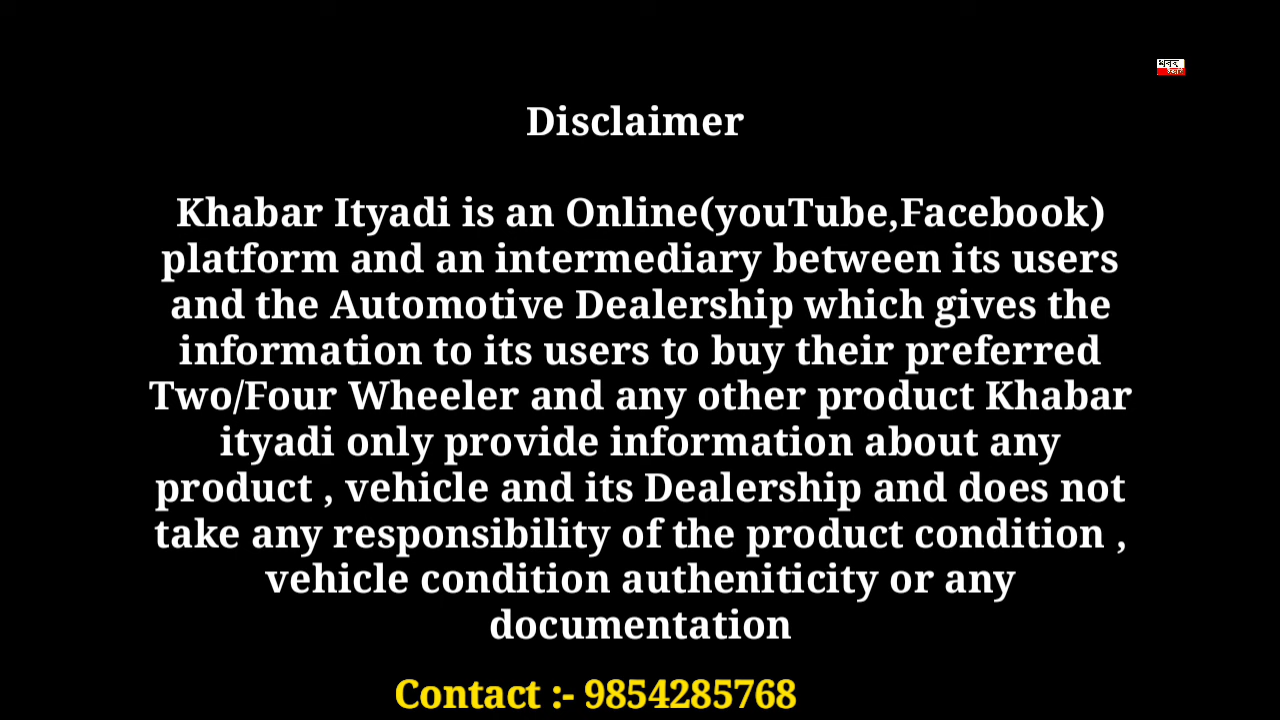 খবৰ
ইত্যাদি
Disclaimer
Khabar Ityadi is an Online(youTube,Facebook)
platform and an intermediary between its users
and the Automotive Dealership which gives the
information to its users to buy their preferred
Two/Four Wheeler and any other product Khabar
ityadi only provide information about any
product , vehicle and its Dealership and does not
take any responsibility of the product condition ,
vehicle condition autheniticity or any
documentation
Contact :- 9854285768